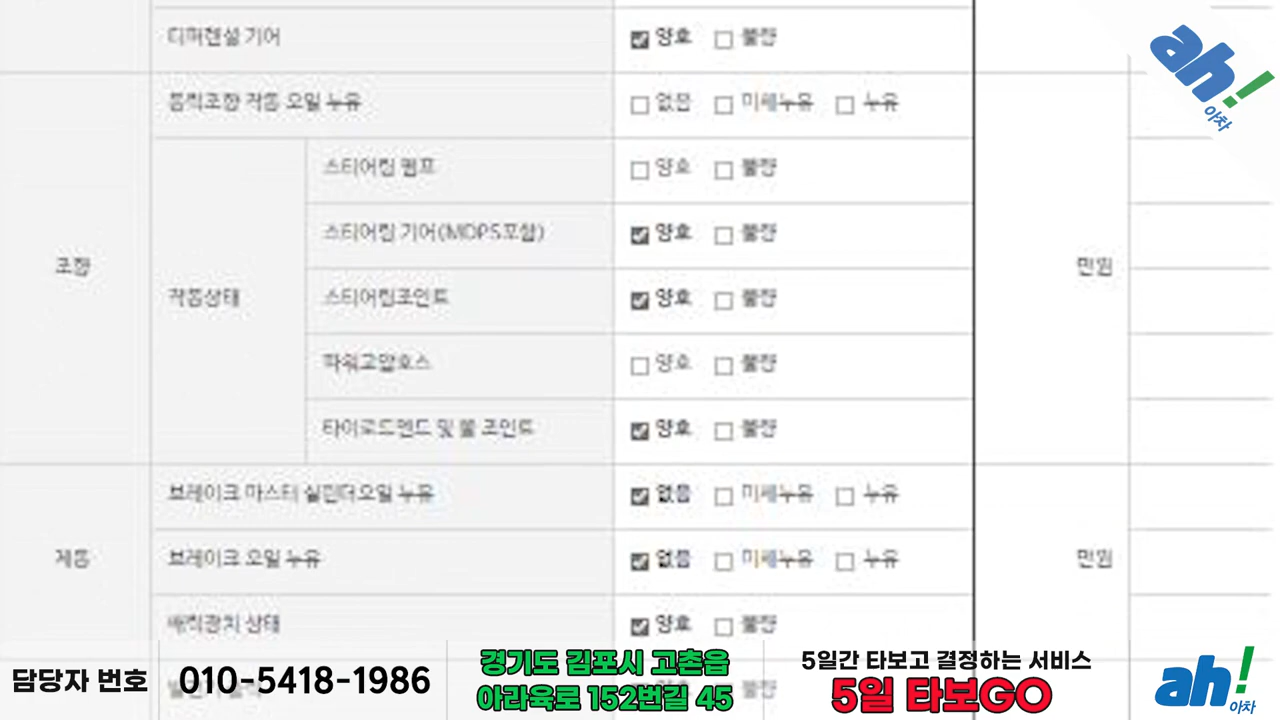 디퍼렌셜 기어 양호 불량
동력조향 작동 오일 누유 없음 미세누유 누유
스티어링 펌프 양호 불량
스티어링 기어(MDPS포함) 양호 불량
조향 만원
작동상태 스티어링조인트 양호 불량
파워고압호스 양호 불량
타이로드엔드 및 볼 조인트 양호 불량
브레이크 마스터 실린더오일 누유 없음 미세누유 누유
제동 브레이크 오일 누유 없음 미세누유 누유 만원
배력장치 상태 양호 불량
담당자 번호 010-5418-1986
경기도 김포시 고촌읍
아라육로 152번길 45
5일간 타보고 결정하는 서비스
5일 타보GO
ah!
아차
ah!
아차